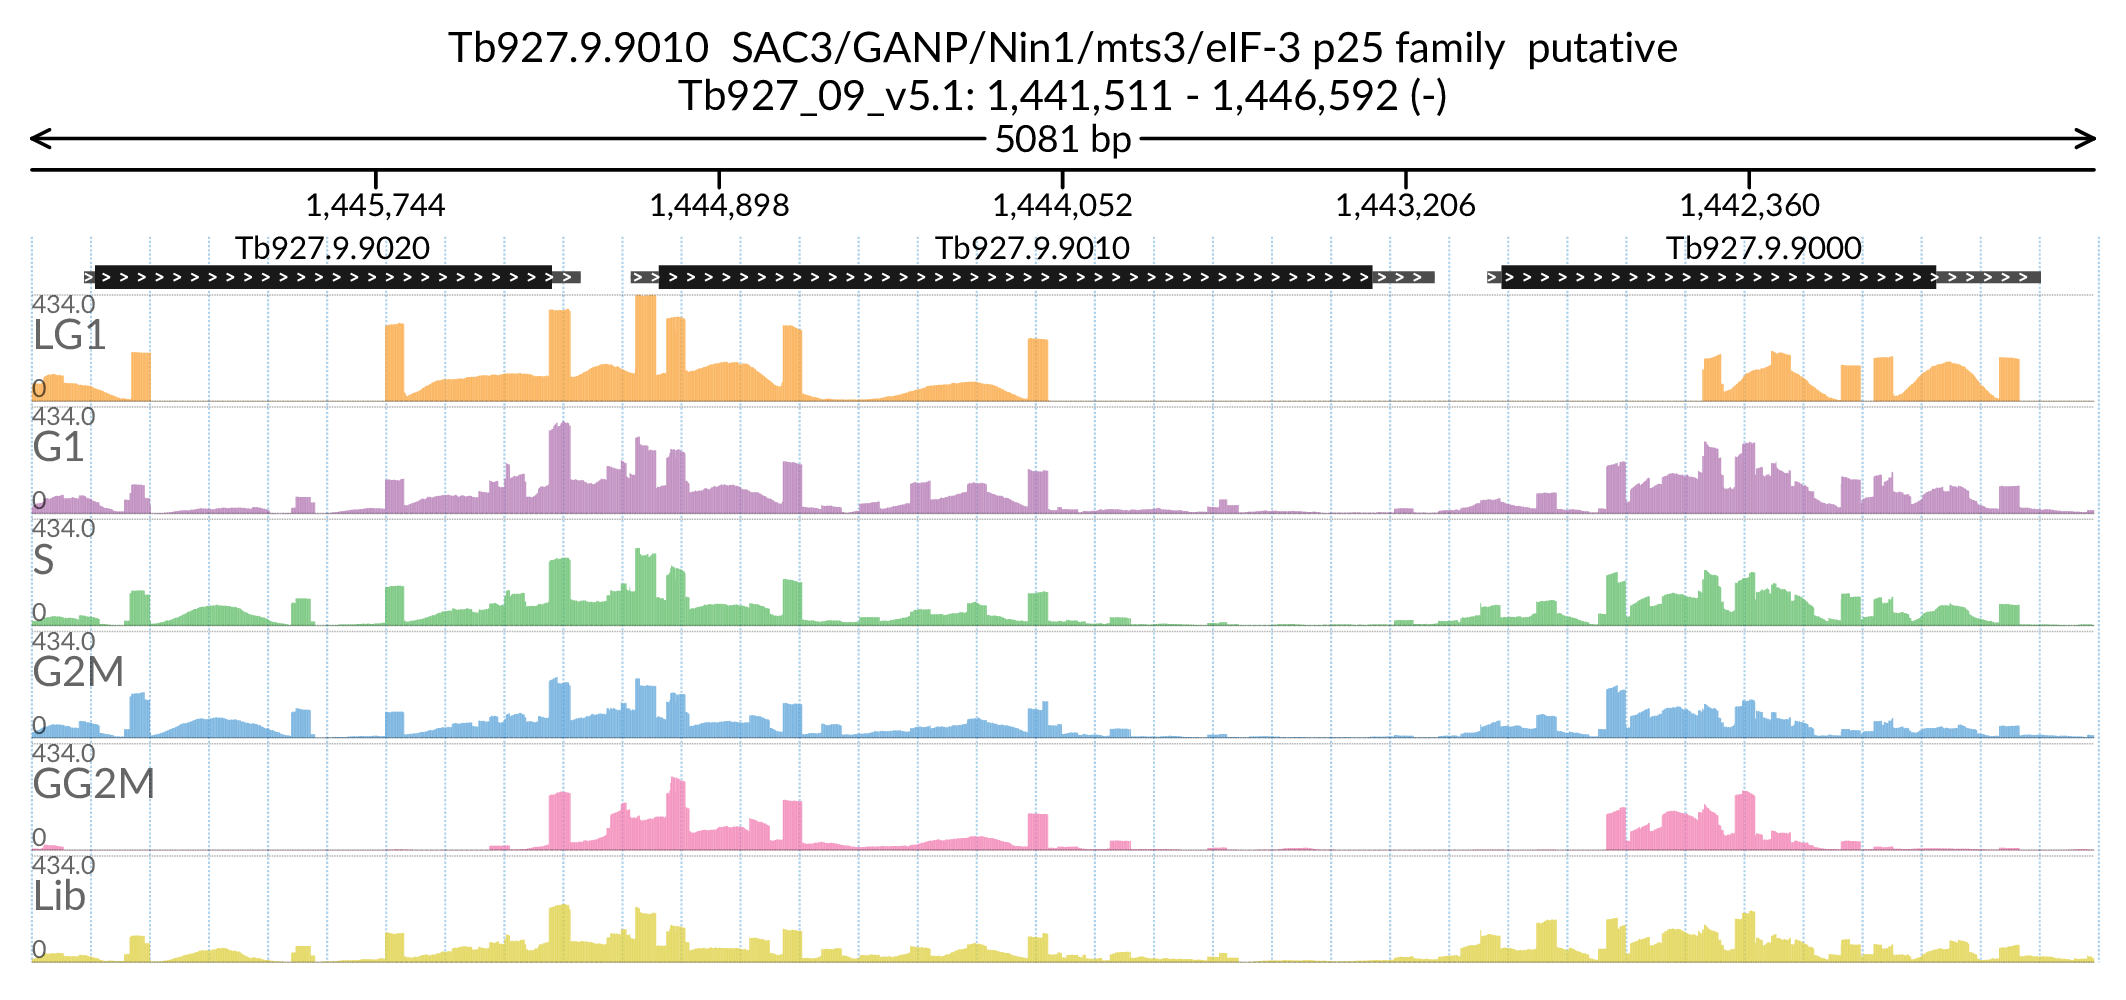 Tb927.9.9010  SAC3/GANP/Nin1/mts3/eIF-3 p25 family  putative
Tb927_09_v5.1: 1,441,511 - 1,446,592 (-)
5081 bp
1,445,744 1,444,898 1,444,052 1,443,206 1,442,360
Tb927.9.9020 Tb927.9.9010 Tb927.9.9000
434.0
LG1
0
434.0
G1
0
434.0
S
0
434.0
G2M
0
434.0
GG2M
0
434.0
Lib
0